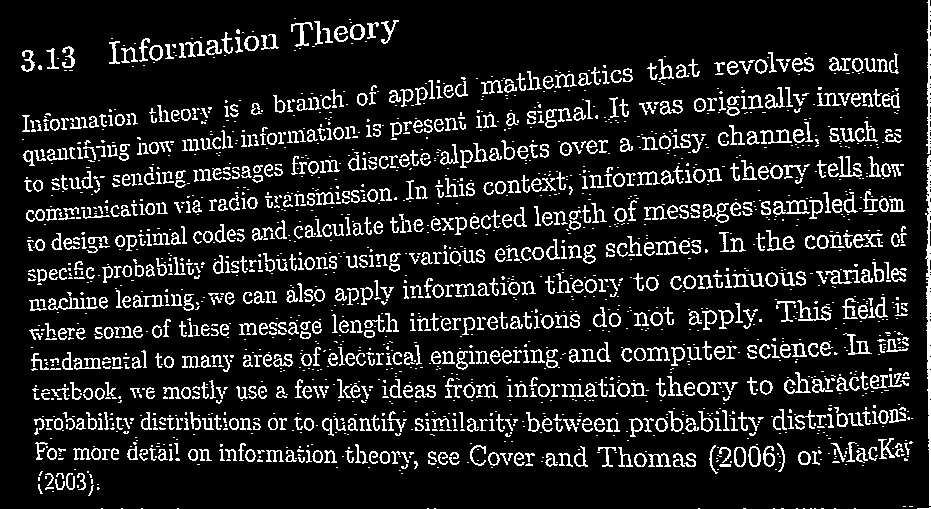 3.13 Information Theory
Information theory is a branch of applied mathematics that revolves around
quantifying how much information is present in a signal. It was originally invented
to study sending messages from discrete alphabets over a noisy channel, such as
communication via radio transmission. In this context, information theory tells how
to design optimal codes and calculate the expected length of messages sampled from
specific probability distributions using various encoding schemes. In the context of
machine learning, we can also apply information theory to continuous variables
where some of these message length interpretations do not apply. This field is
fundamental to many areas of electrical engineering and computer science. In this
textbook, we mostly use a few key ideas from information theory to characterize
probability distributions or to quantify similarity between probability distributions.
For more detail on information theory, see Cover and Thomas (2006) or MacKay
(2003).